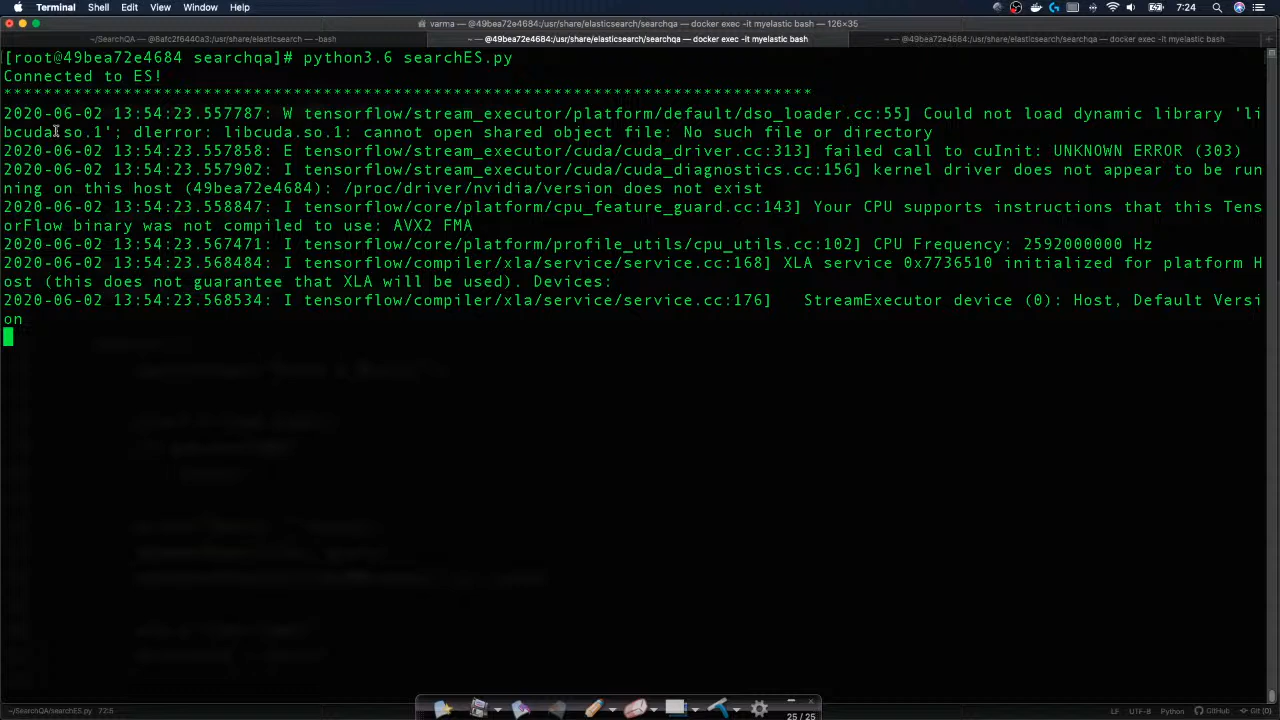 Terminal Shell Edit View Window Help 7:24
varma — @49bea72e4684:/usr/share/elasticsearch/searchqa — docker exec -it myelastic bash — 126×35
~/SearchQA — @8afc2f6440a3:/usr/share/elasticsearch — -bash
~ — @49bea72e4684:/usr/share/elasticsearch/searchqa — docker exec -it myelastic bash
~ — @49bea72e4684:/usr/share/elasticsearch/searchqa — docker exec -it myelastic bash
[root@49bea72e4684 searchqa]# python3.6 searchES.py
Connected to ES!
*********************************************************************************
2020-06-02 13:54:23.557787: W tensorflow/stream_executor/platform/default/dso_loader.cc:55] Could not load dynamic library 'li
bcuda.so.1'; dlerror: libcuda.so.1: cannot open shared object file: No such file or directory
2020-06-02 13:54:23.557858: E tensorflow/stream_executor/cuda/cuda_driver.cc:313] failed call to cuInit: UNKNOWN ERROR (303)
2020-06-02 13:54:23.557902: I tensorflow/stream_executor/cuda/cuda_diagnostics.cc:156] kernel driver does not appear to be run
ning on this host (49bea72e4684): /proc/driver/nvidia/version does not exist
2020-06-02 13:54:23.558847: I tensorflow/core/platform/cpu_feature_guard.cc:143] Your CPU supports instructions that this Tens
orFlow binary was not compiled to use: AVX2 FMA
2020-06-02 13:54:23.567471: I tensorflow/core/platform/profile_utils/cpu_utils.cc:102] CPU Frequency: 2592000000 Hz
2020-06-02 13:54:23.568484: I tensorflow/compiler/xla/service/service.cc:168] XLA service 0x7736510 initialized for platform H
ost (this does not guarantee that XLA will be used). Devices:
2020-06-02 13:54:23.568534: I tensorflow/compiler/xla/service/service.cc:176]   StreamExecutor device (0): Host, Default Versi
on
~/SearchQA/searchES.py 72:5
25 / 25
LF UTF-8 Python GitHub Git (0)